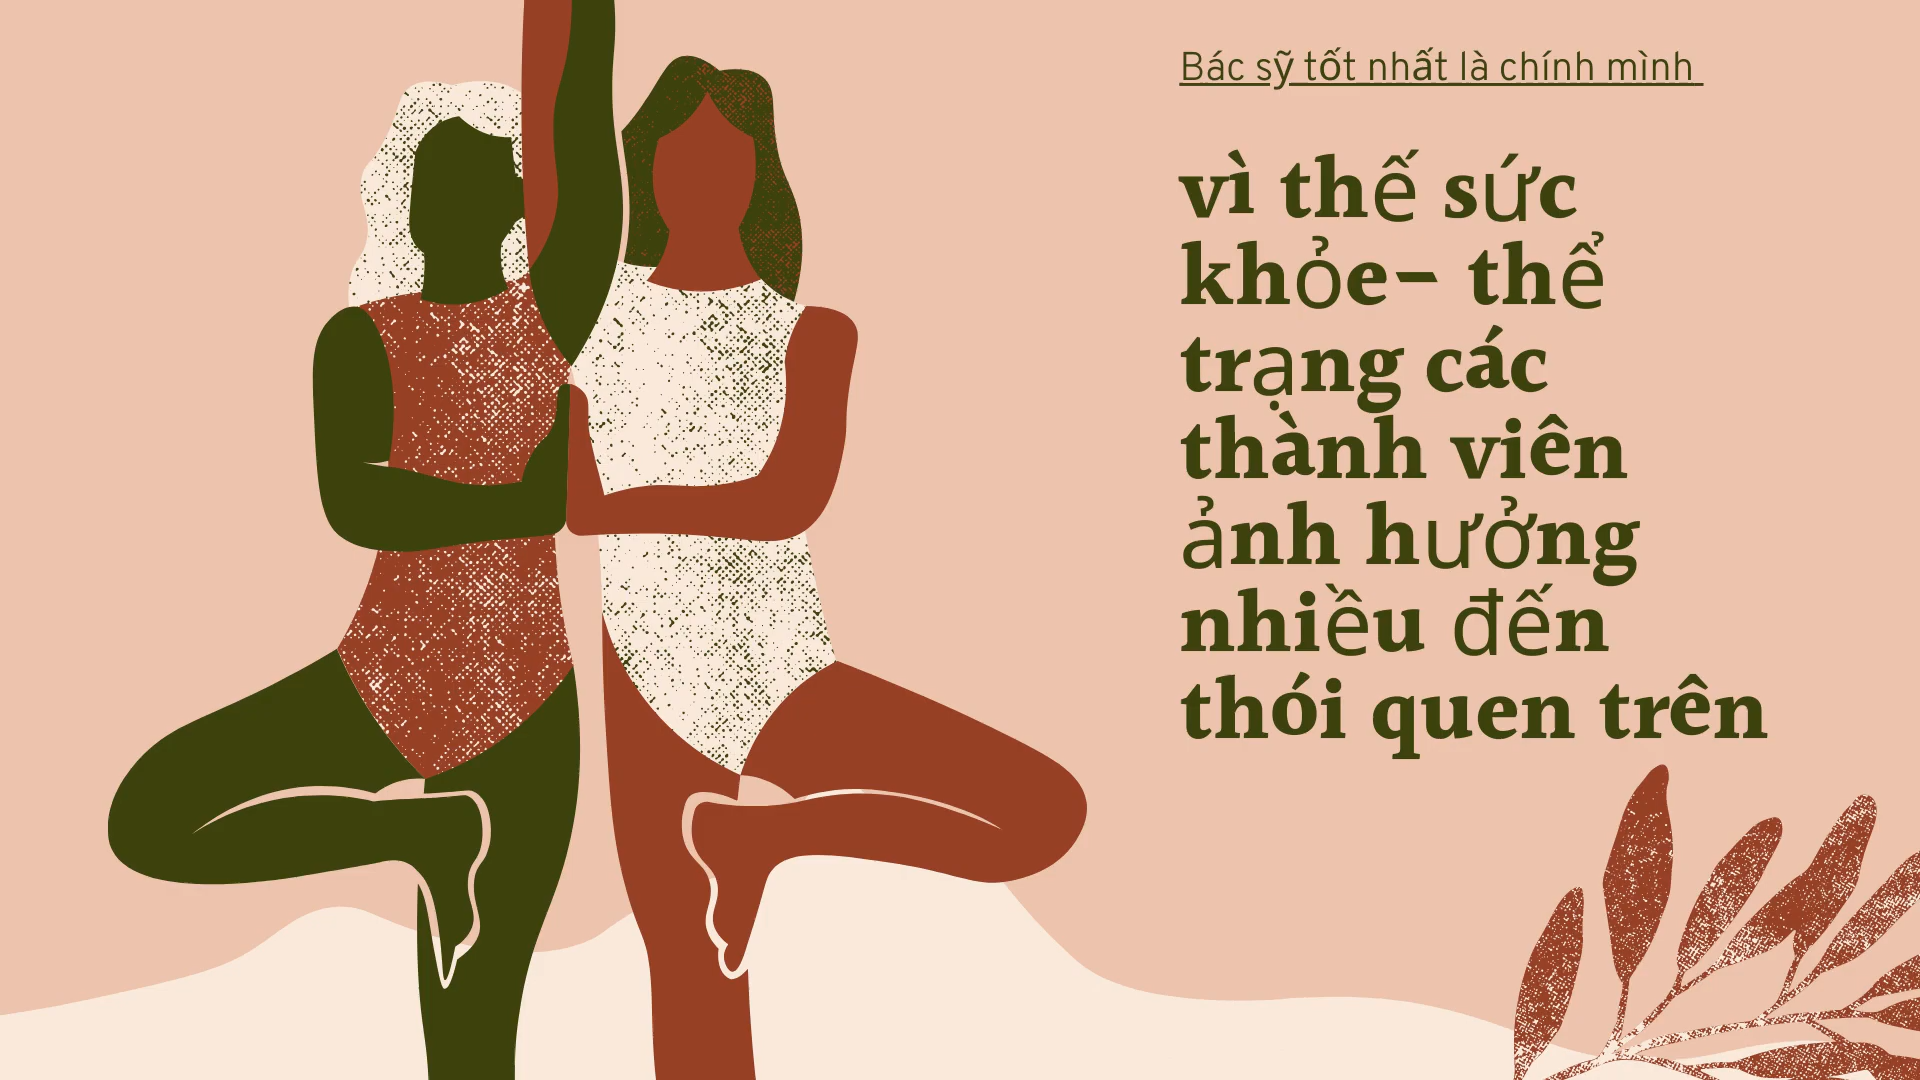 Bác sỹ tốt nhất là chính mình
vì thế sức
khỏe- thể
trạng các
thành viên
ảnh hưởng
nhiều đến
thói quen trên